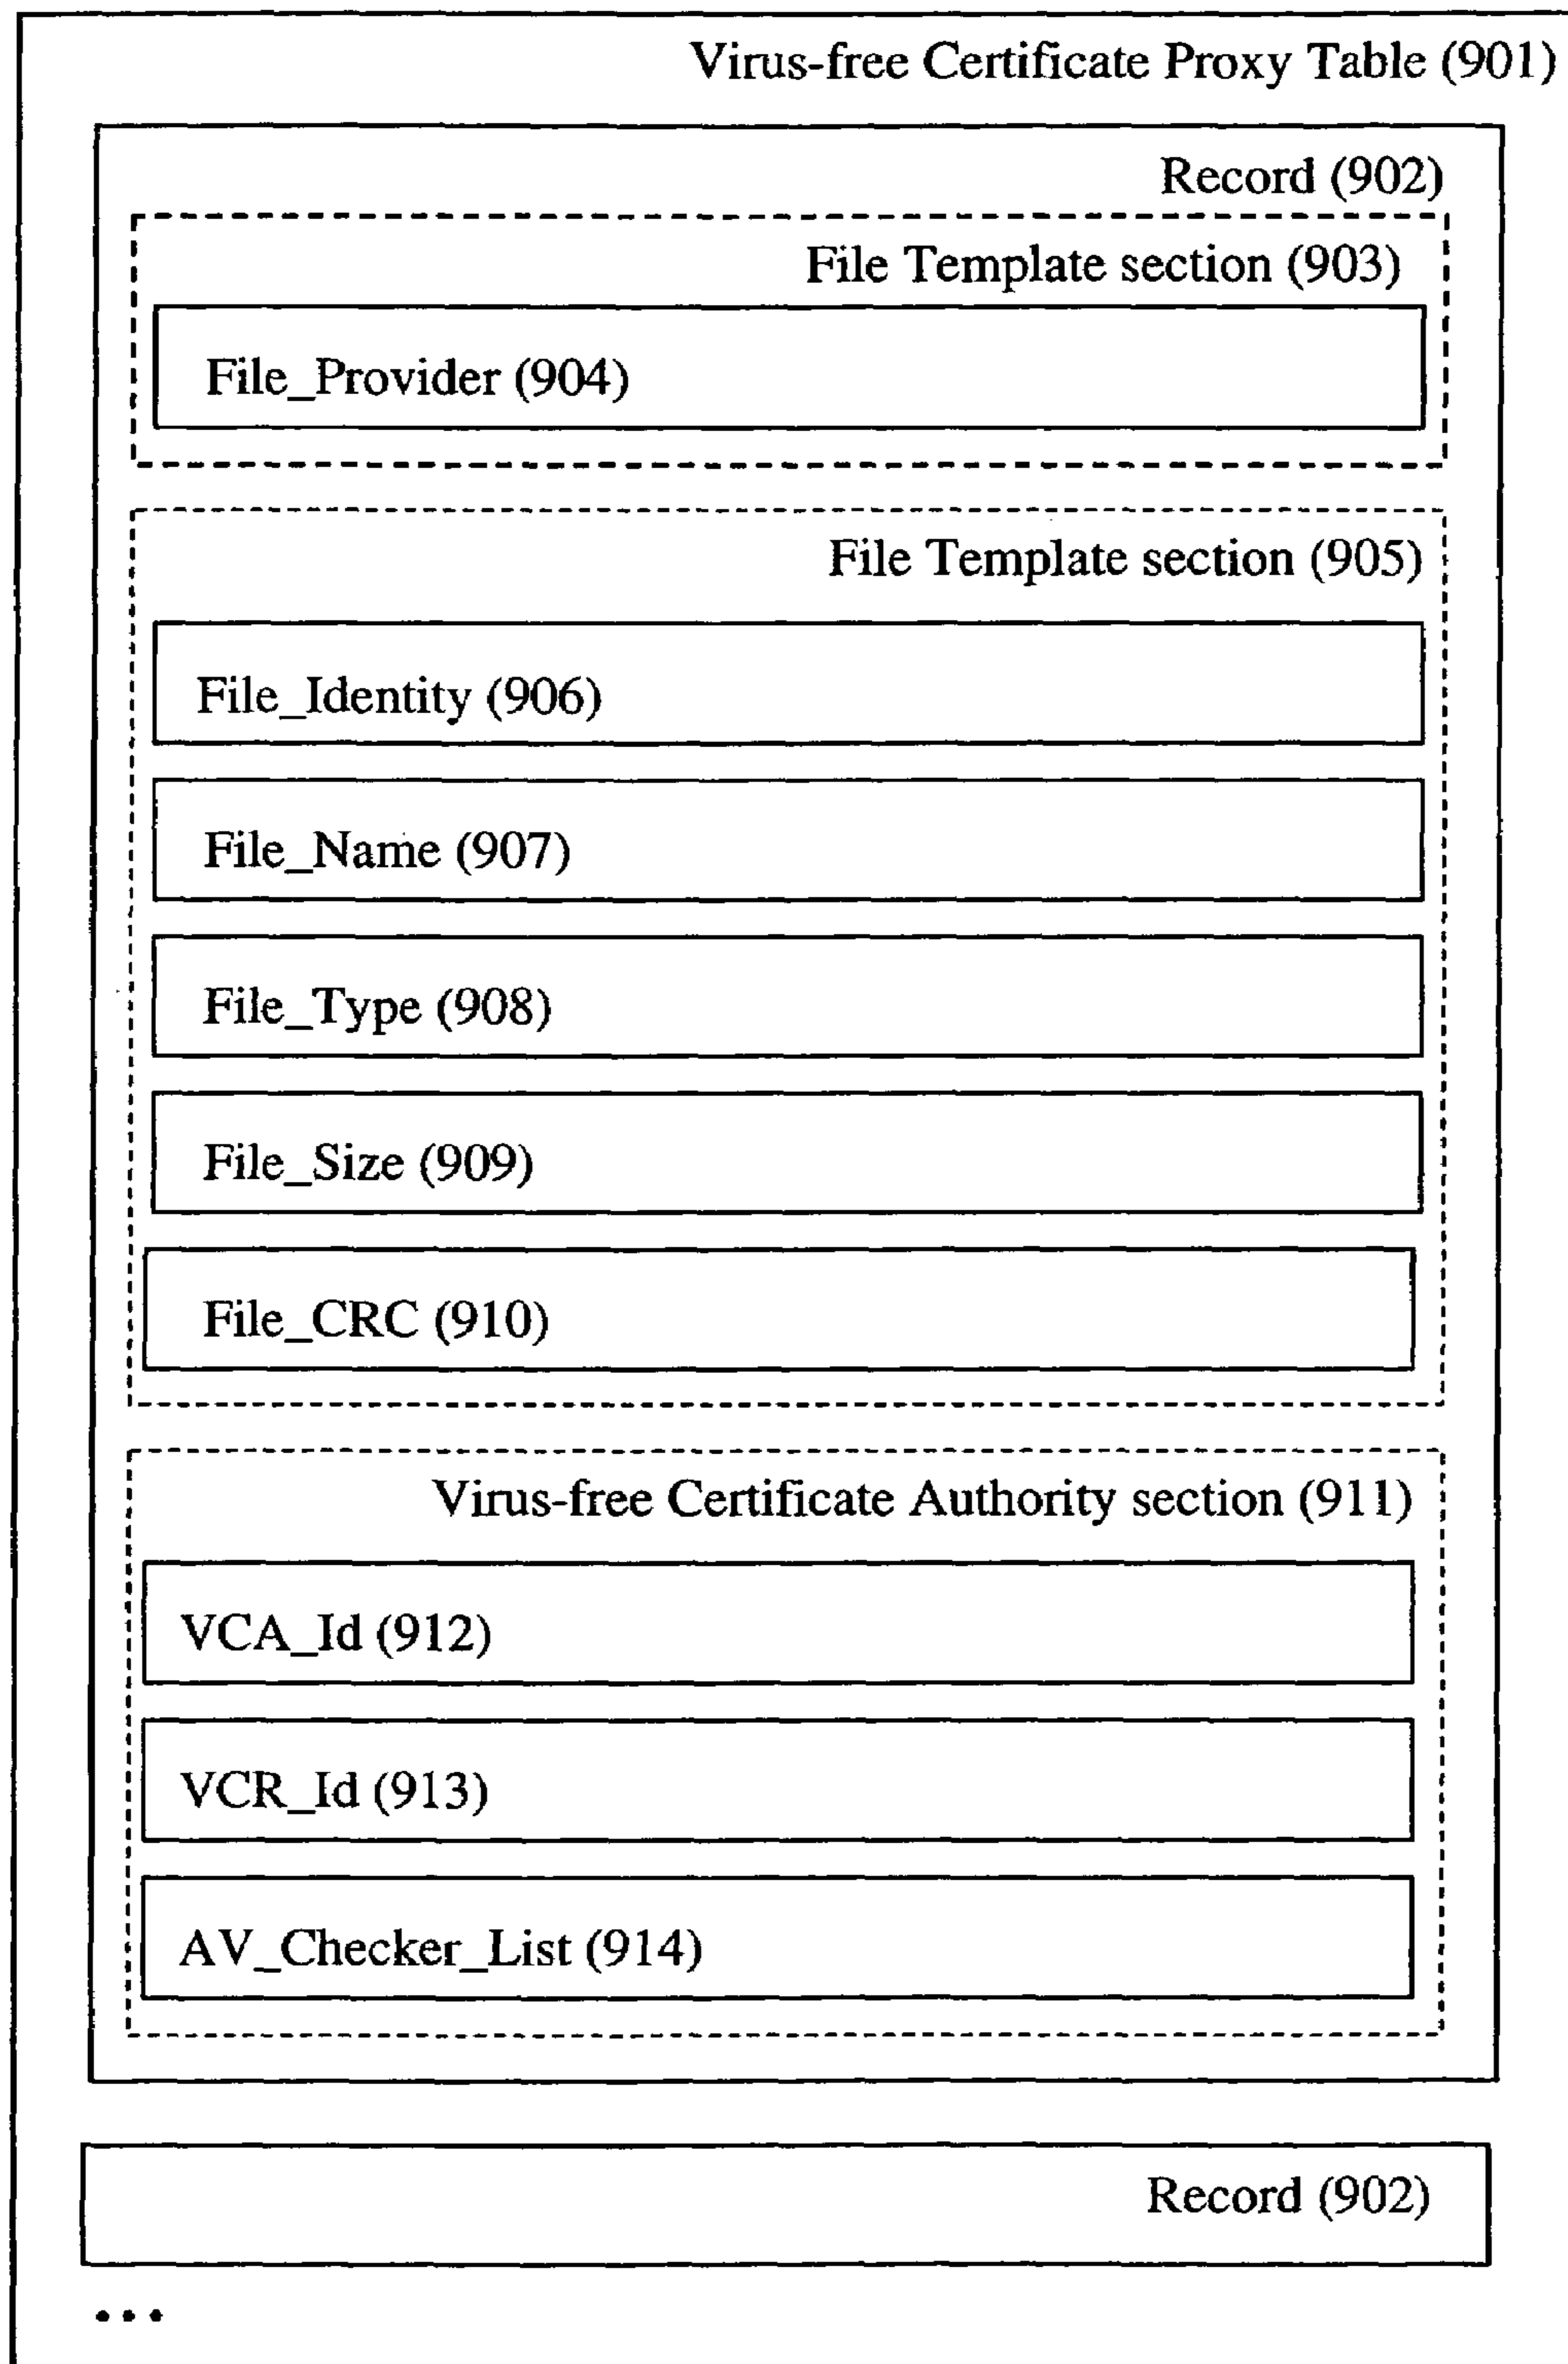 Virus-free Certificate Proxy Table (901)
Record (902)
File Template section (903)
File_Provider (904)
File Template section (905)
File_Identity (906)
File_Name (907)
File_Type (908)
File_Size (909)
File_CRC (910)
Virus-free Certificate Authority section (911)
VCA_Id (912)
VCR_Id (913)
AV_Checker_List (914)
Record (902)
...